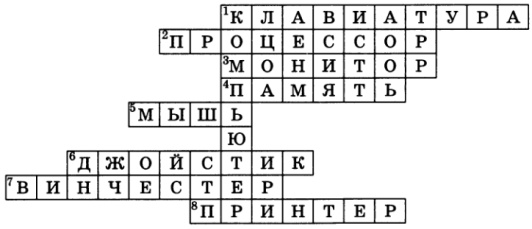 1КЛАВИАТУРА
2ПРОЦЕССОР
3МОНИТОР
4ПАМЯТЬ
5МЫШЬ
Ю
6ДЖОЙСТИК
7ВИНЧЕСТЕР
8ПРИНТЕР